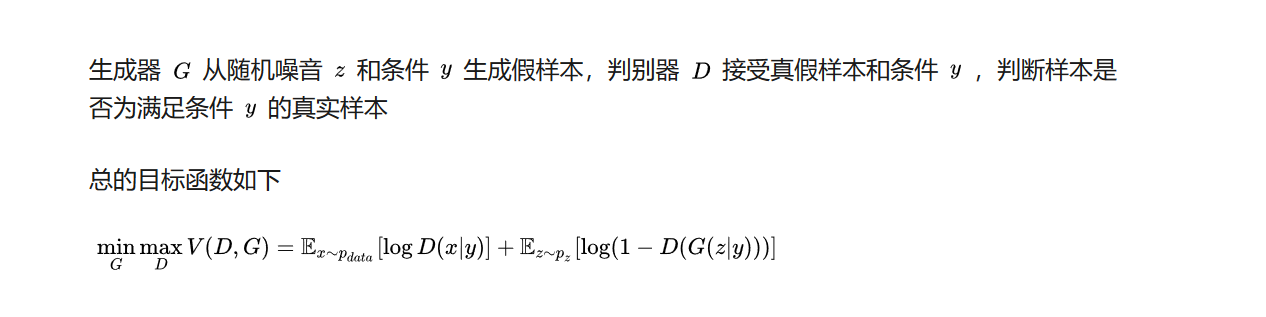 生成器 G 从随机噪音 z 和条件 y 生成假样本，判别器 D 接受真假样本和条件 y ，判断样本是
否为满足条件 y 的真实样本
总的目标函数如下
\min_{G} \max_{D} V(D, G) = \mathbb{E}_{x \sim p_{data}} [\log D(x|y)] + \mathbb{E}_{z \sim p_z} [\log(1 - D(G(z|y)))]